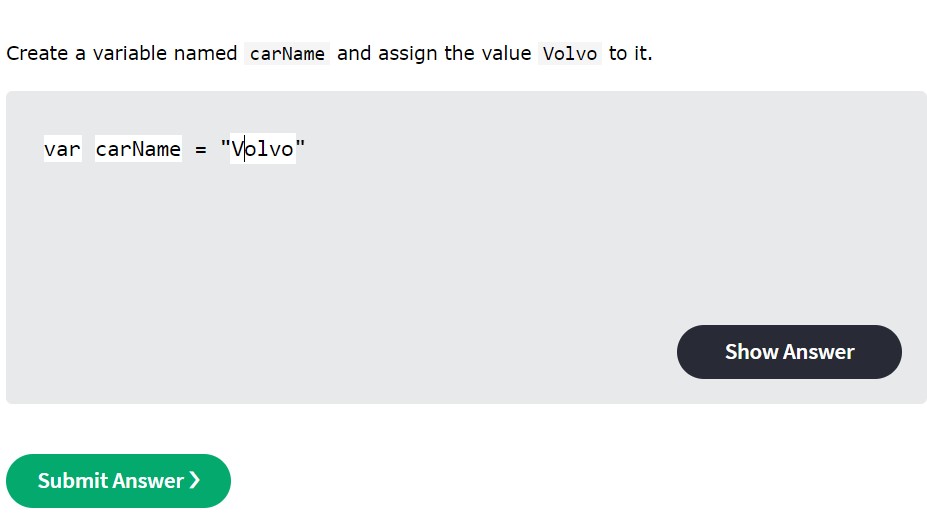 Create a variable named carName and assign the value Volvo to it.
var carName = "Volvo"
Show Answer
Submit Answer ❯